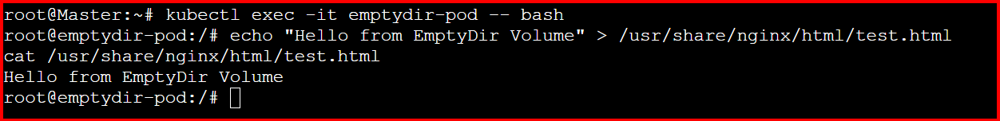 root@Master:~# kubectl exec -it emptydir-pod -- bash
root@emptydir-pod:/# echo "Hello from EmptyDir Volume" > /usr/share/nginx/html/test.html
cat /usr/share/nginx/html/test.html
Hello from EmptyDir Volume
root@emptydir-pod:/#